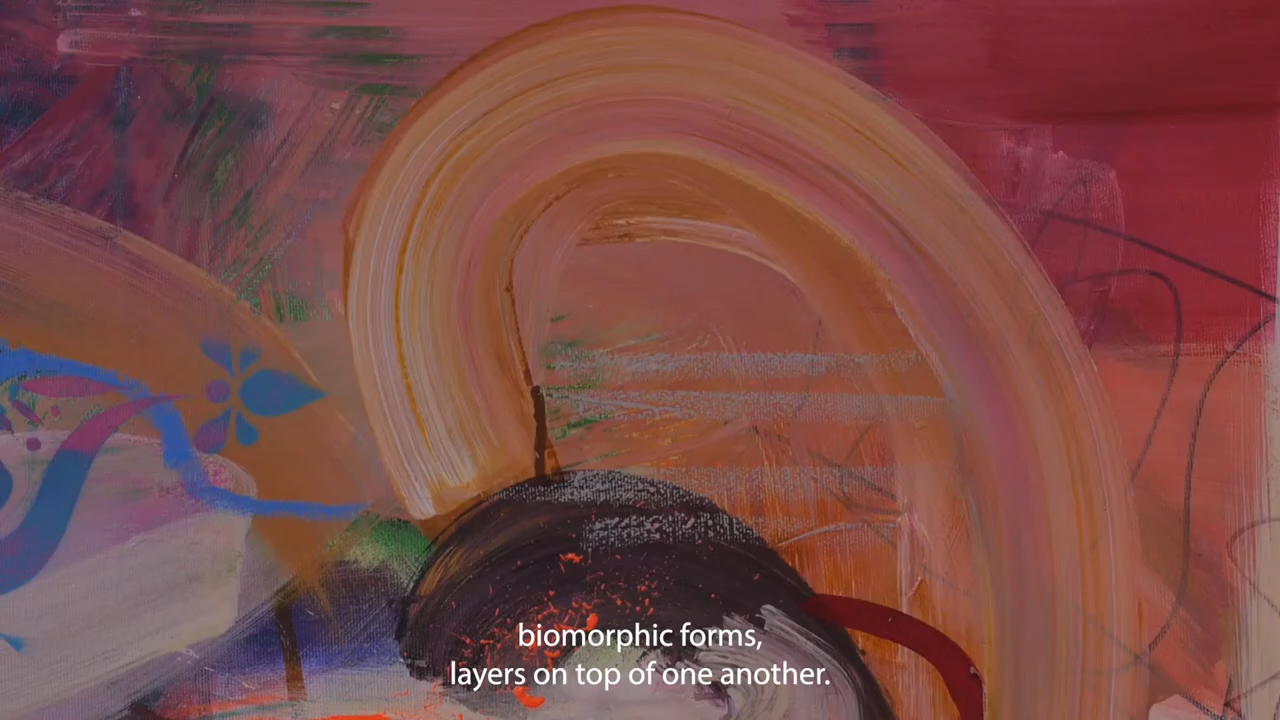 biomorphic forms,
layers on top of one another.